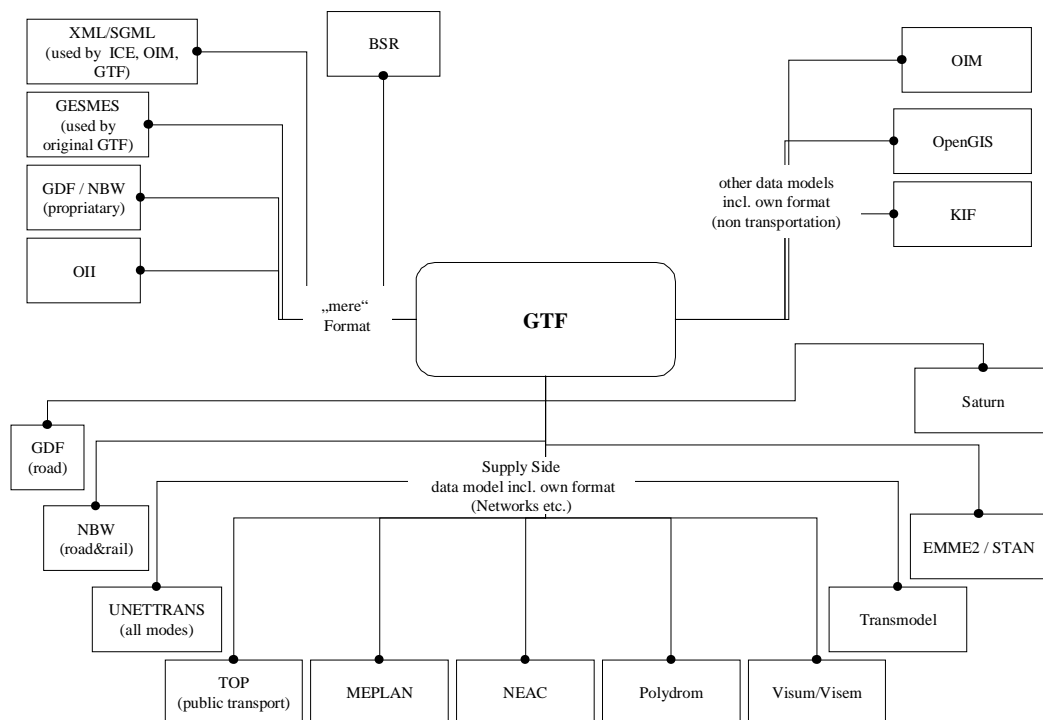 XML/SGML
(used by ICE, OIM,
GTF)
BSR
OIM
GESMES
(used by
original GTF)
OpenGIS
GDF / NBW
(propriatary)
other data models
incl. own format
(non transportation)
KIF
OII
„mere“
Format
GTF
Saturn
GDF
(road)
Supply Side
data model incl. own format
(Networks etc.)
NBW
(road&rail)
EMME2 / STAN
UNETTRANS
(all modes)
Transmodel
TOP
(public transport)
MEPLAN
NEAC
Polydrom
Visum/Visem